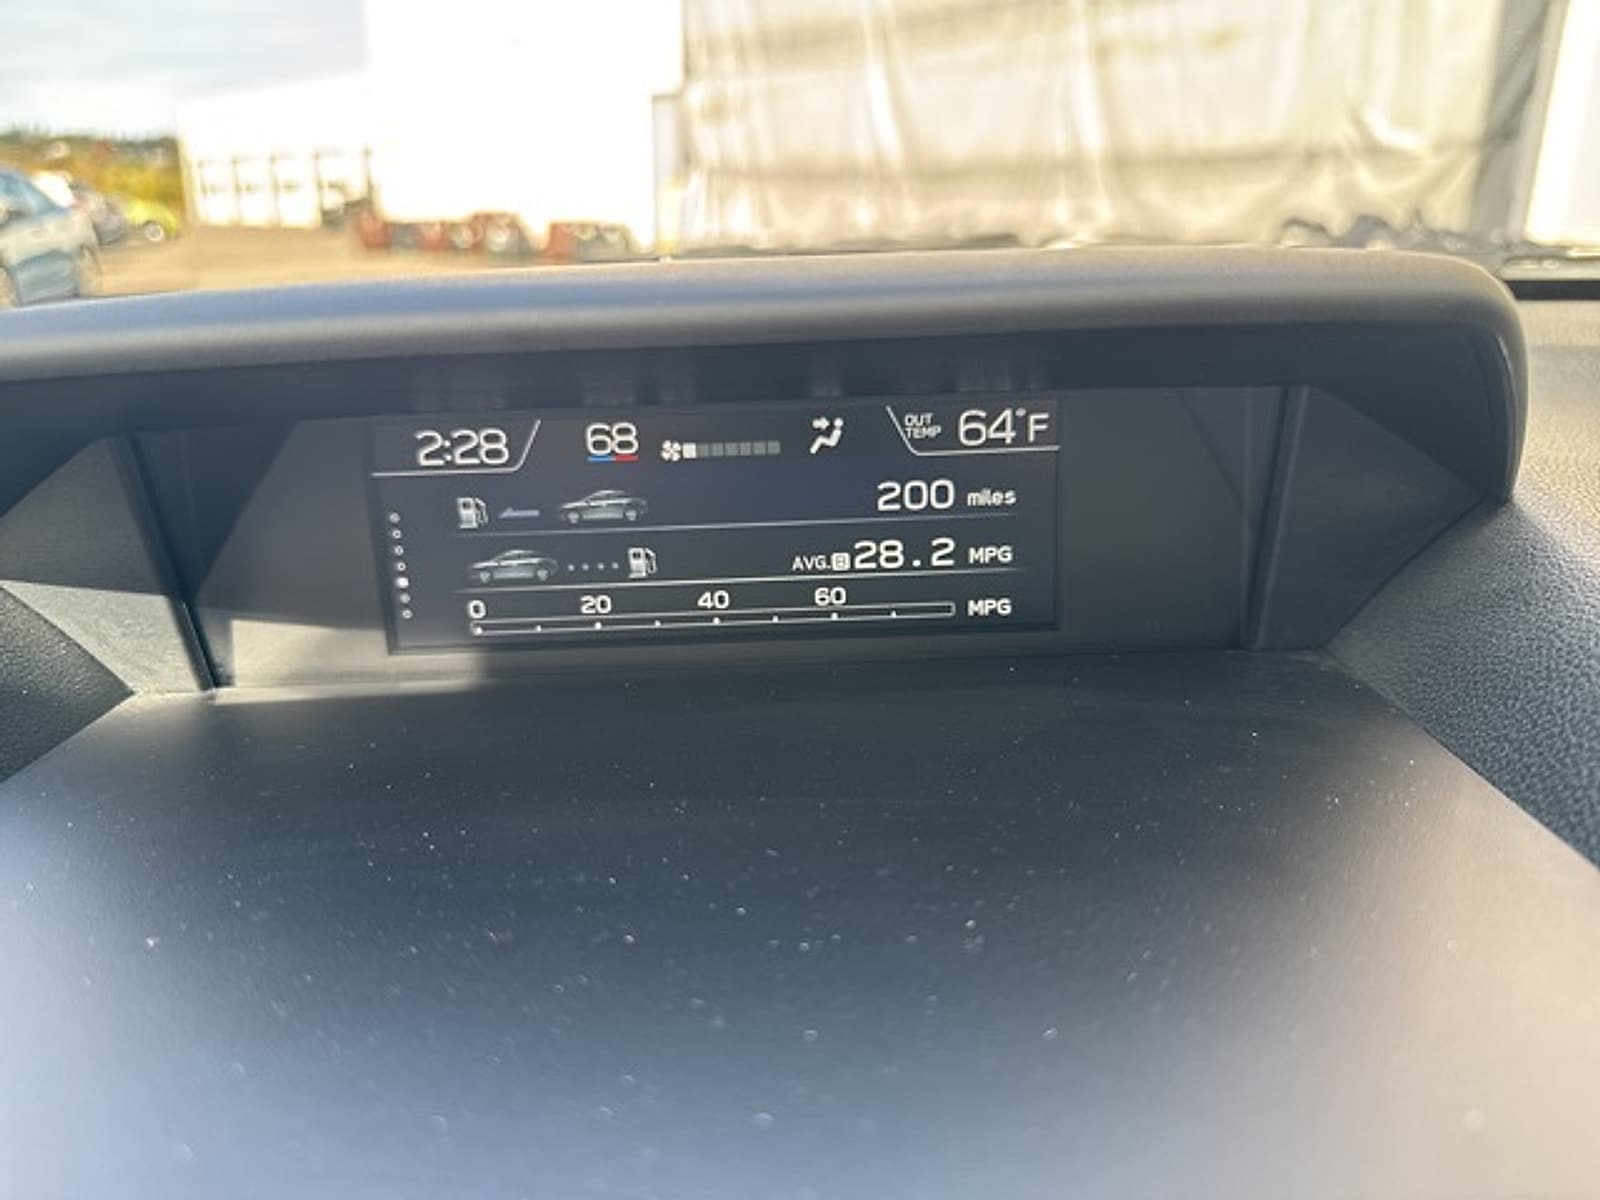 2:28 68 OUT TEMP 64°F
200 miles
AVG. B 28.2 MPG
0 20 40 60
MPG